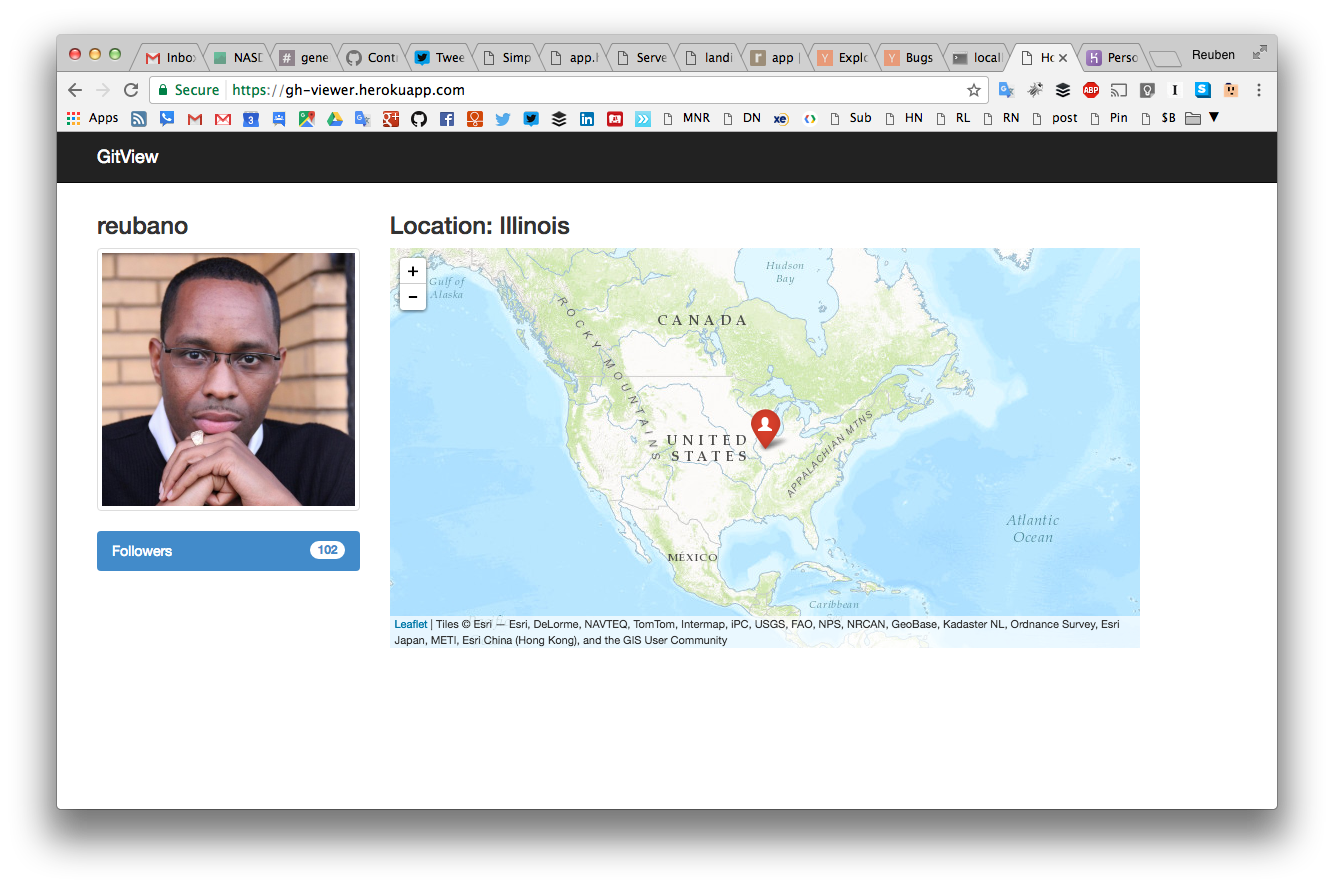 Inbo
NASD
gene
Cont
Twee
Simp
app.h
Serve
landi
app |
Explo
Bugs
locall
Ho
Perso
Reuben
Secure
https://gh-viewer.herokuapp.com
Apps
MNR
DN
Sub
HN
RL
RN
post
Pin
$B
GitView
reubano
Location: Illinois
+
-
Gulf of
Alaska
Hudson
Bay
CANADA
ROCKY MOUNTAINS
UNITED
STATES
APPALACHIAN MTNS
Atlantic
Ocean
MÉXICO
Caribbean
Followers 102
Leaflet | Tiles © Esri — Esri, DeLorme, NAVTEQ, TomTom, Intermap, iPC, USGS, FAO, NPS, NRCAN, GeoBase, Kadaster NL, Ordnance Survey, Esri
Japan, METI, Esri China (Hong Kong), and the GIS User Community